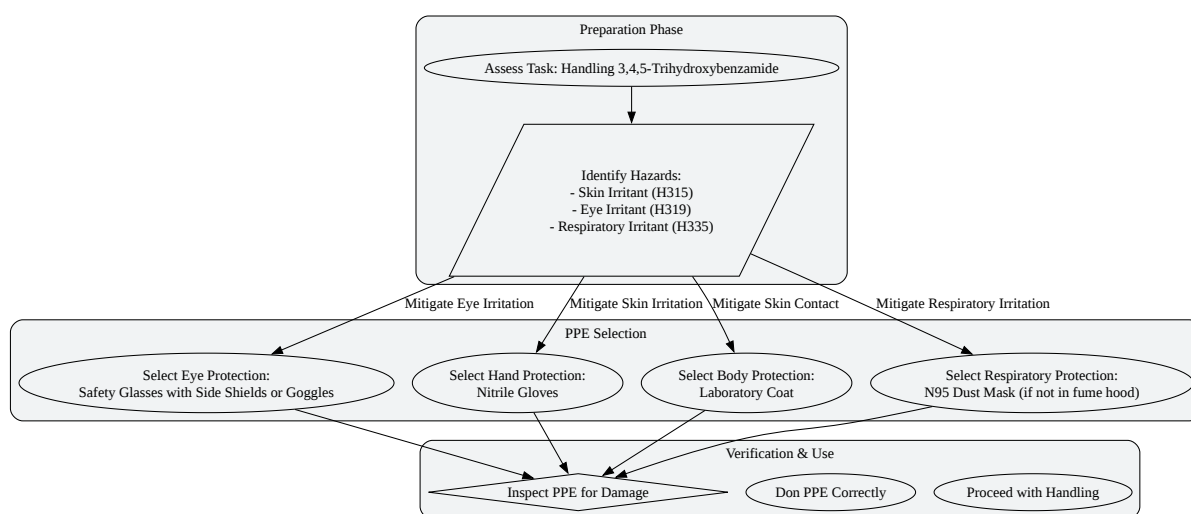 Preparation Phase
Assess Task: Handling 3,4,5-Trihydroxybenzamide
Identify Hazards:
- Skin Irritant (H315)
- Eye Irritant (H319)
- Respiratory Irritant (H335)
Mitigate Eye Irritation
Mitigate Skin Irritation
Mitigate Skin Contact
Mitigate Respiratory Irritation
PPE Selection
Select Eye Protection:
Safety Glasses with Side Shields or Goggles
Select Hand Protection:
Nitrile Gloves
Select Body Protection:
Laboratory Coat
Select Respiratory Protection:
N95 Dust Mask (if not in fume hood)
Verification & Use
Inspect PPE for Damage
Don PPE Correctly
Proceed with Handling